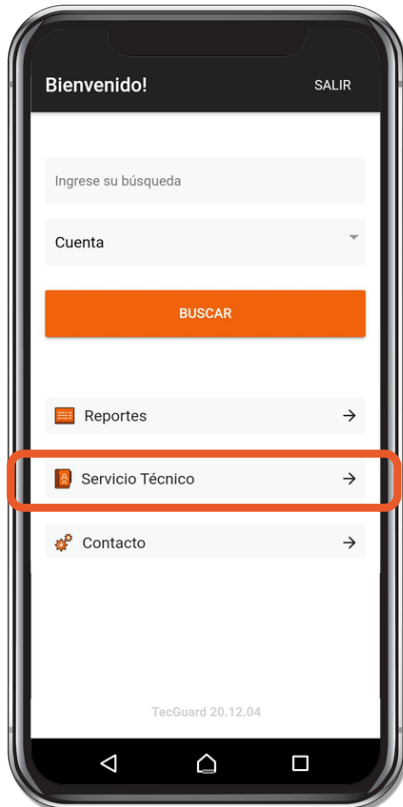 Bienvenido! SALIR
Ingrese su búsqueda
Cuenta
BUSCAR
Reportes
Servicio Técnico
Contacto
TecGuard 20.12.04